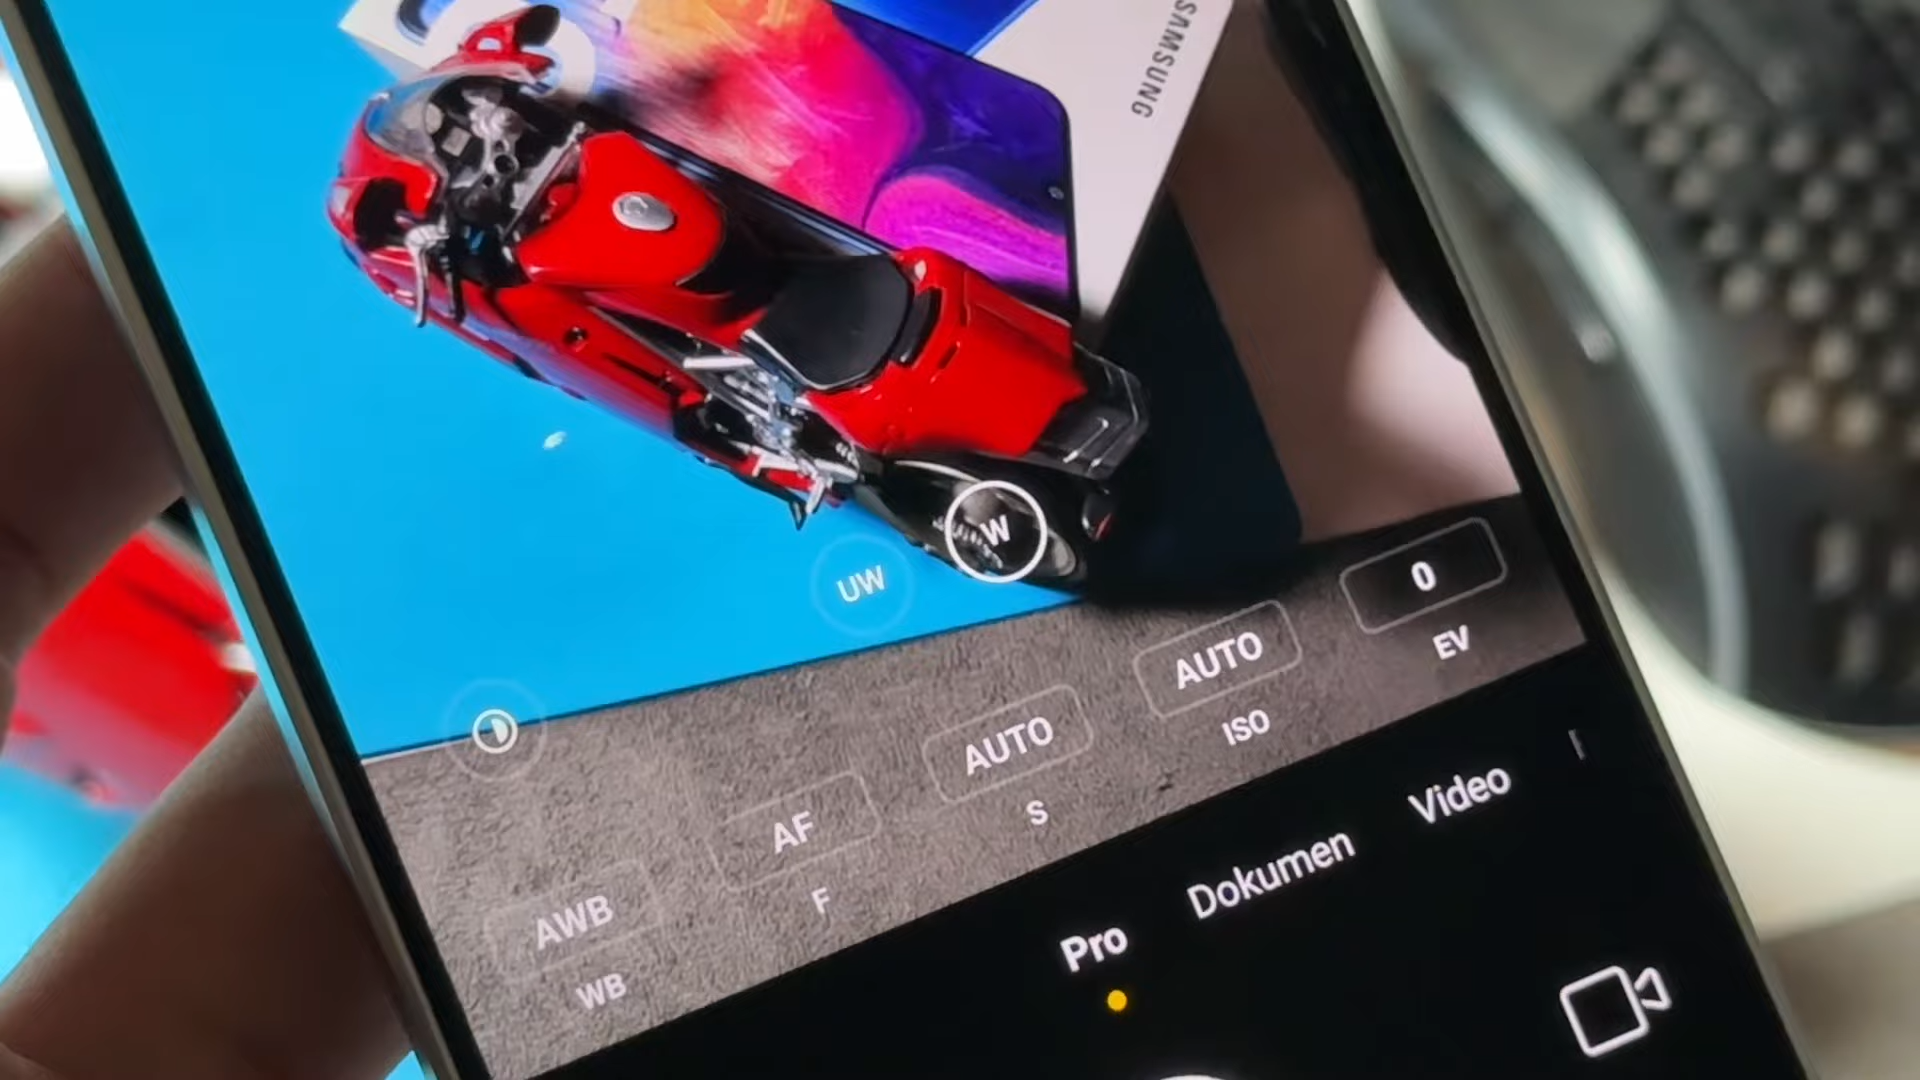 SAMSUNG
UW
W
AWB
AF
AUTO
AUTO
0
WB
F
S
ISO
EV
Pro
Dokumen
Video